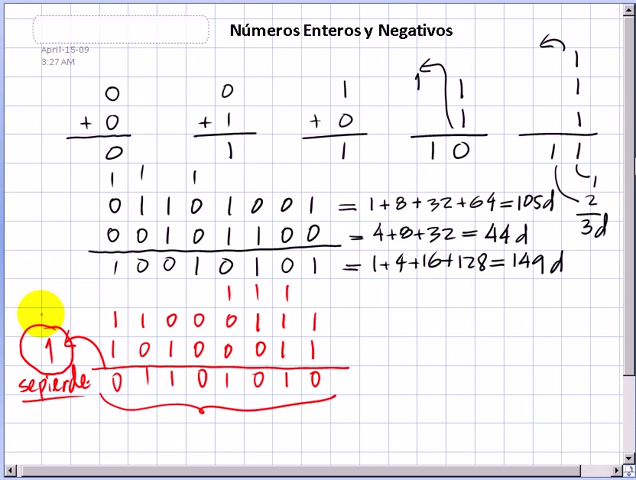 Números Enteros y Negativos
April-15-09
3:27 AM
0 0 1 1 1
1
1
+ 0 + 1 + 0 1 1
0 1 1 1 0 1 1
1 1 1
0 1 1 0 1 0 0 1 = 1+8+32+64=105d
0 0 1 0 1 1 0 0 = 4+8+32=44d
1 0 0 1 0 1 0 1 = 1+4+16+128=149d
1
2
3d
1 1 1
1 1 0 0 0 1 1 1
1 1 0 1 0 0 0 1 1
se pierde 0 1 1 0 1 0 1 0